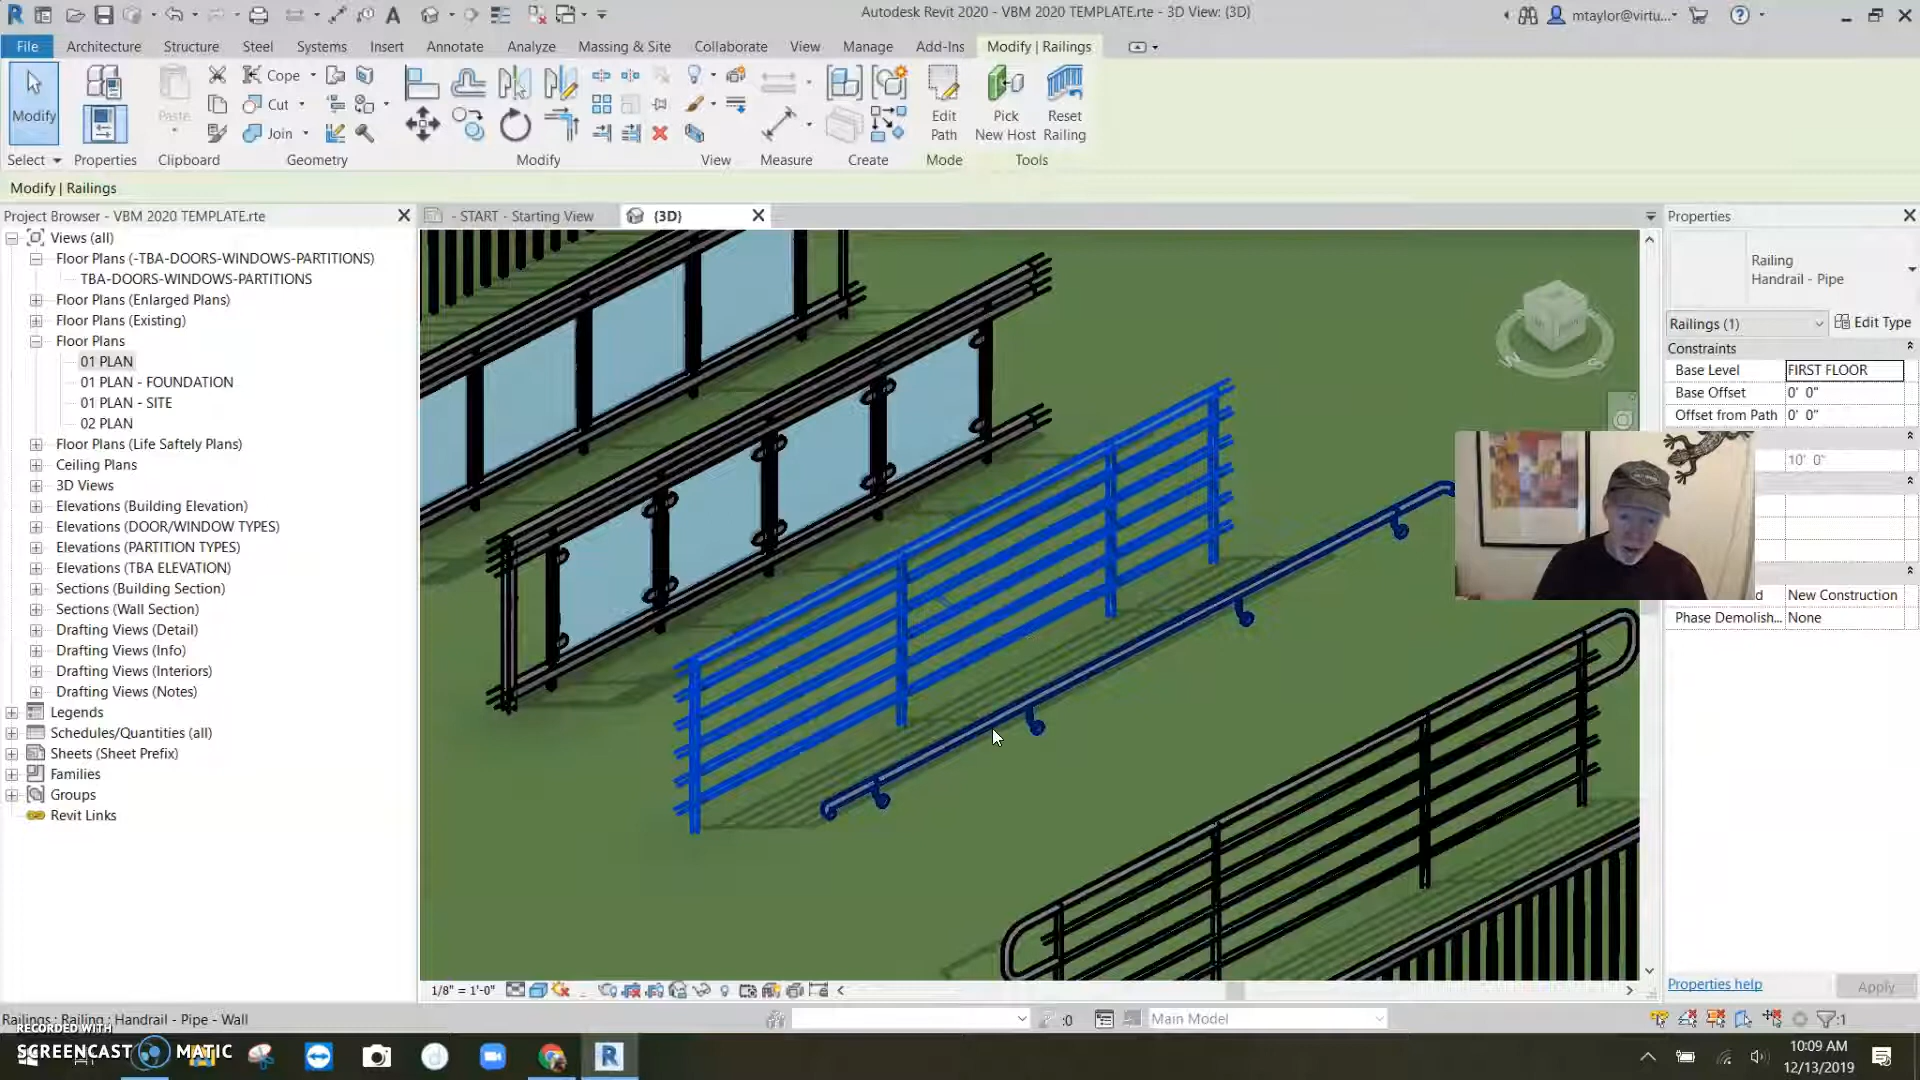 Autodesk Revit 2020 - VBM 2020 TEMPLATE.rte - 3D View: {3D}
mtaylor@virtu...
File Architecture Structure Steel Systems Insert Annotate Analyze Massing & Site Collaborate View Manage Add-Ins Modify | Railings
Modify
Paste
Cope
Cut
Join
Edit Path
Pick New Host
Reset Railing
Select Properties Clipboard Geometry Modify View Measure Create Mode Tools
Modify | Railings
Project Browser - VBM 2020 TEMPLATE.rte
- START - Starting View
{3D}
Properties
Views (all)
Floor Plans (-TBA-DOORS-WINDOWS-PARTITIONS)
TBA-DOORS-WINDOWS-PARTITIONS
Floor Plans (Enlarged Plans)
Floor Plans (Existing)
Floor Plans
01 PLAN
01 PLAN - FOUNDATION
01 PLAN - SITE
02 PLAN
Floor Plans (Life Saftely Plans)
Ceiling Plans
3D Views
Elevations (Building Elevation)
Elevations (DOOR/WINDOW TYPES)
Elevations (PARTITION TYPES)
Elevations (TBA ELEVATION)
Sections (Building Section)
Sections (Wall Section)
Drafting Views (Detail)
Drafting Views (Info)
Drafting Views (Interiors)
Drafting Views (Notes)
Legends
Schedules/Quantities (all)
Sheets (Sheet Prefix)
Families
Groups
Revit Links
Railing
Handrail - Pipe
Railings (1)
Edit Type
Constraints
Base Level FIRST FLOOR
Base Offset 0' 0"
Offset from Path 0' 0"
10' 0"
d New Construction
Phase Demolish... None
Properties help
Apply
1/8" = 1'-0"
Railings : Railing : Handrail - Pipe - Wall
:0
Main Model
:1
RECORDED WITH
SCREENCAST MATIC
10:09 AM
12/13/2019